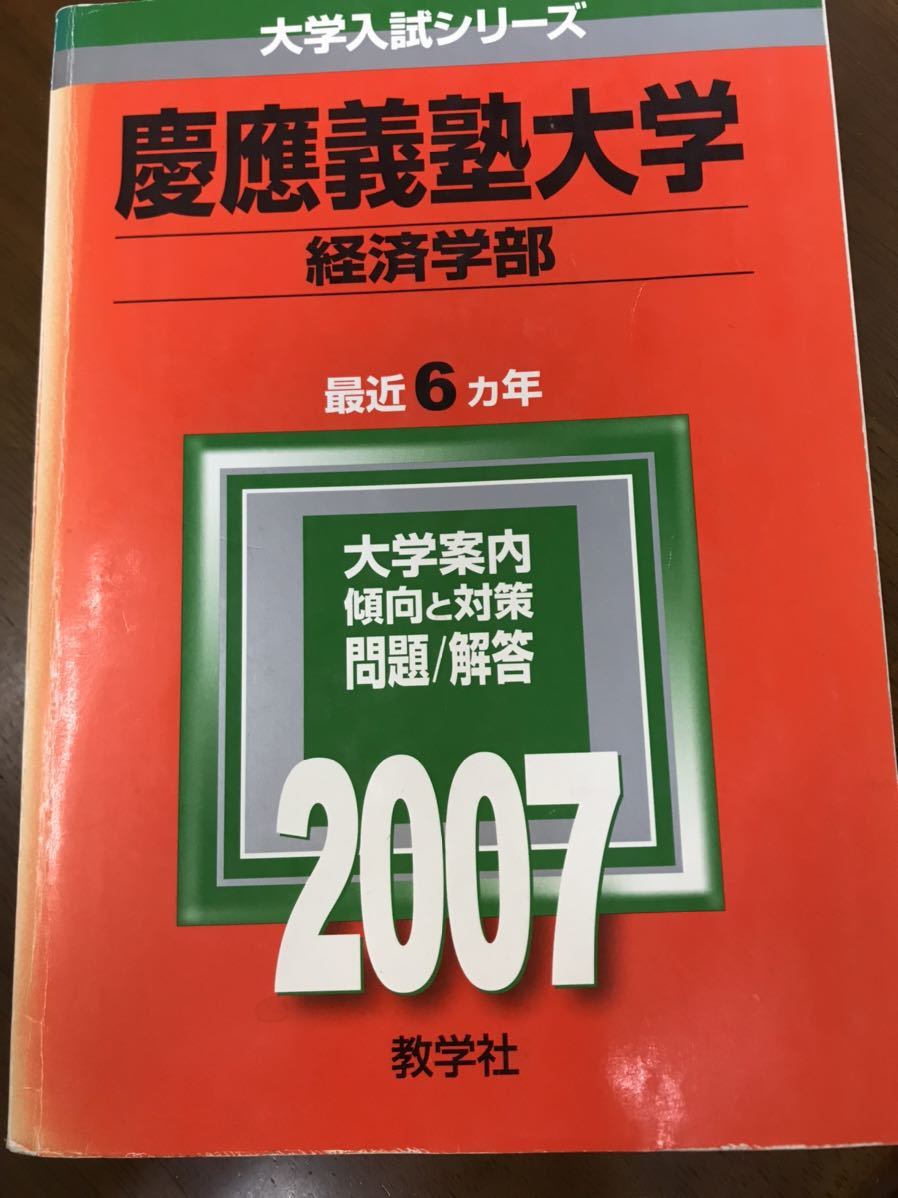 大学入試シリーズ
慶應義塾大学
経済学部
最近6カ年
大学案内
傾向と対策
問題/解答
2007
教学社